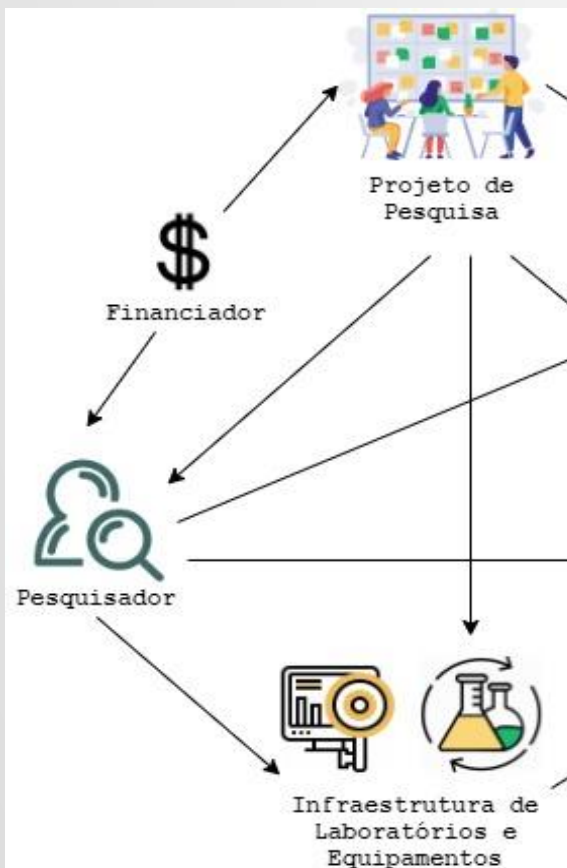 Projeto de
Pesquisa
$
Financiador
Pesquisador
Infraestrutura de
Laboratórios e
Equipamentos